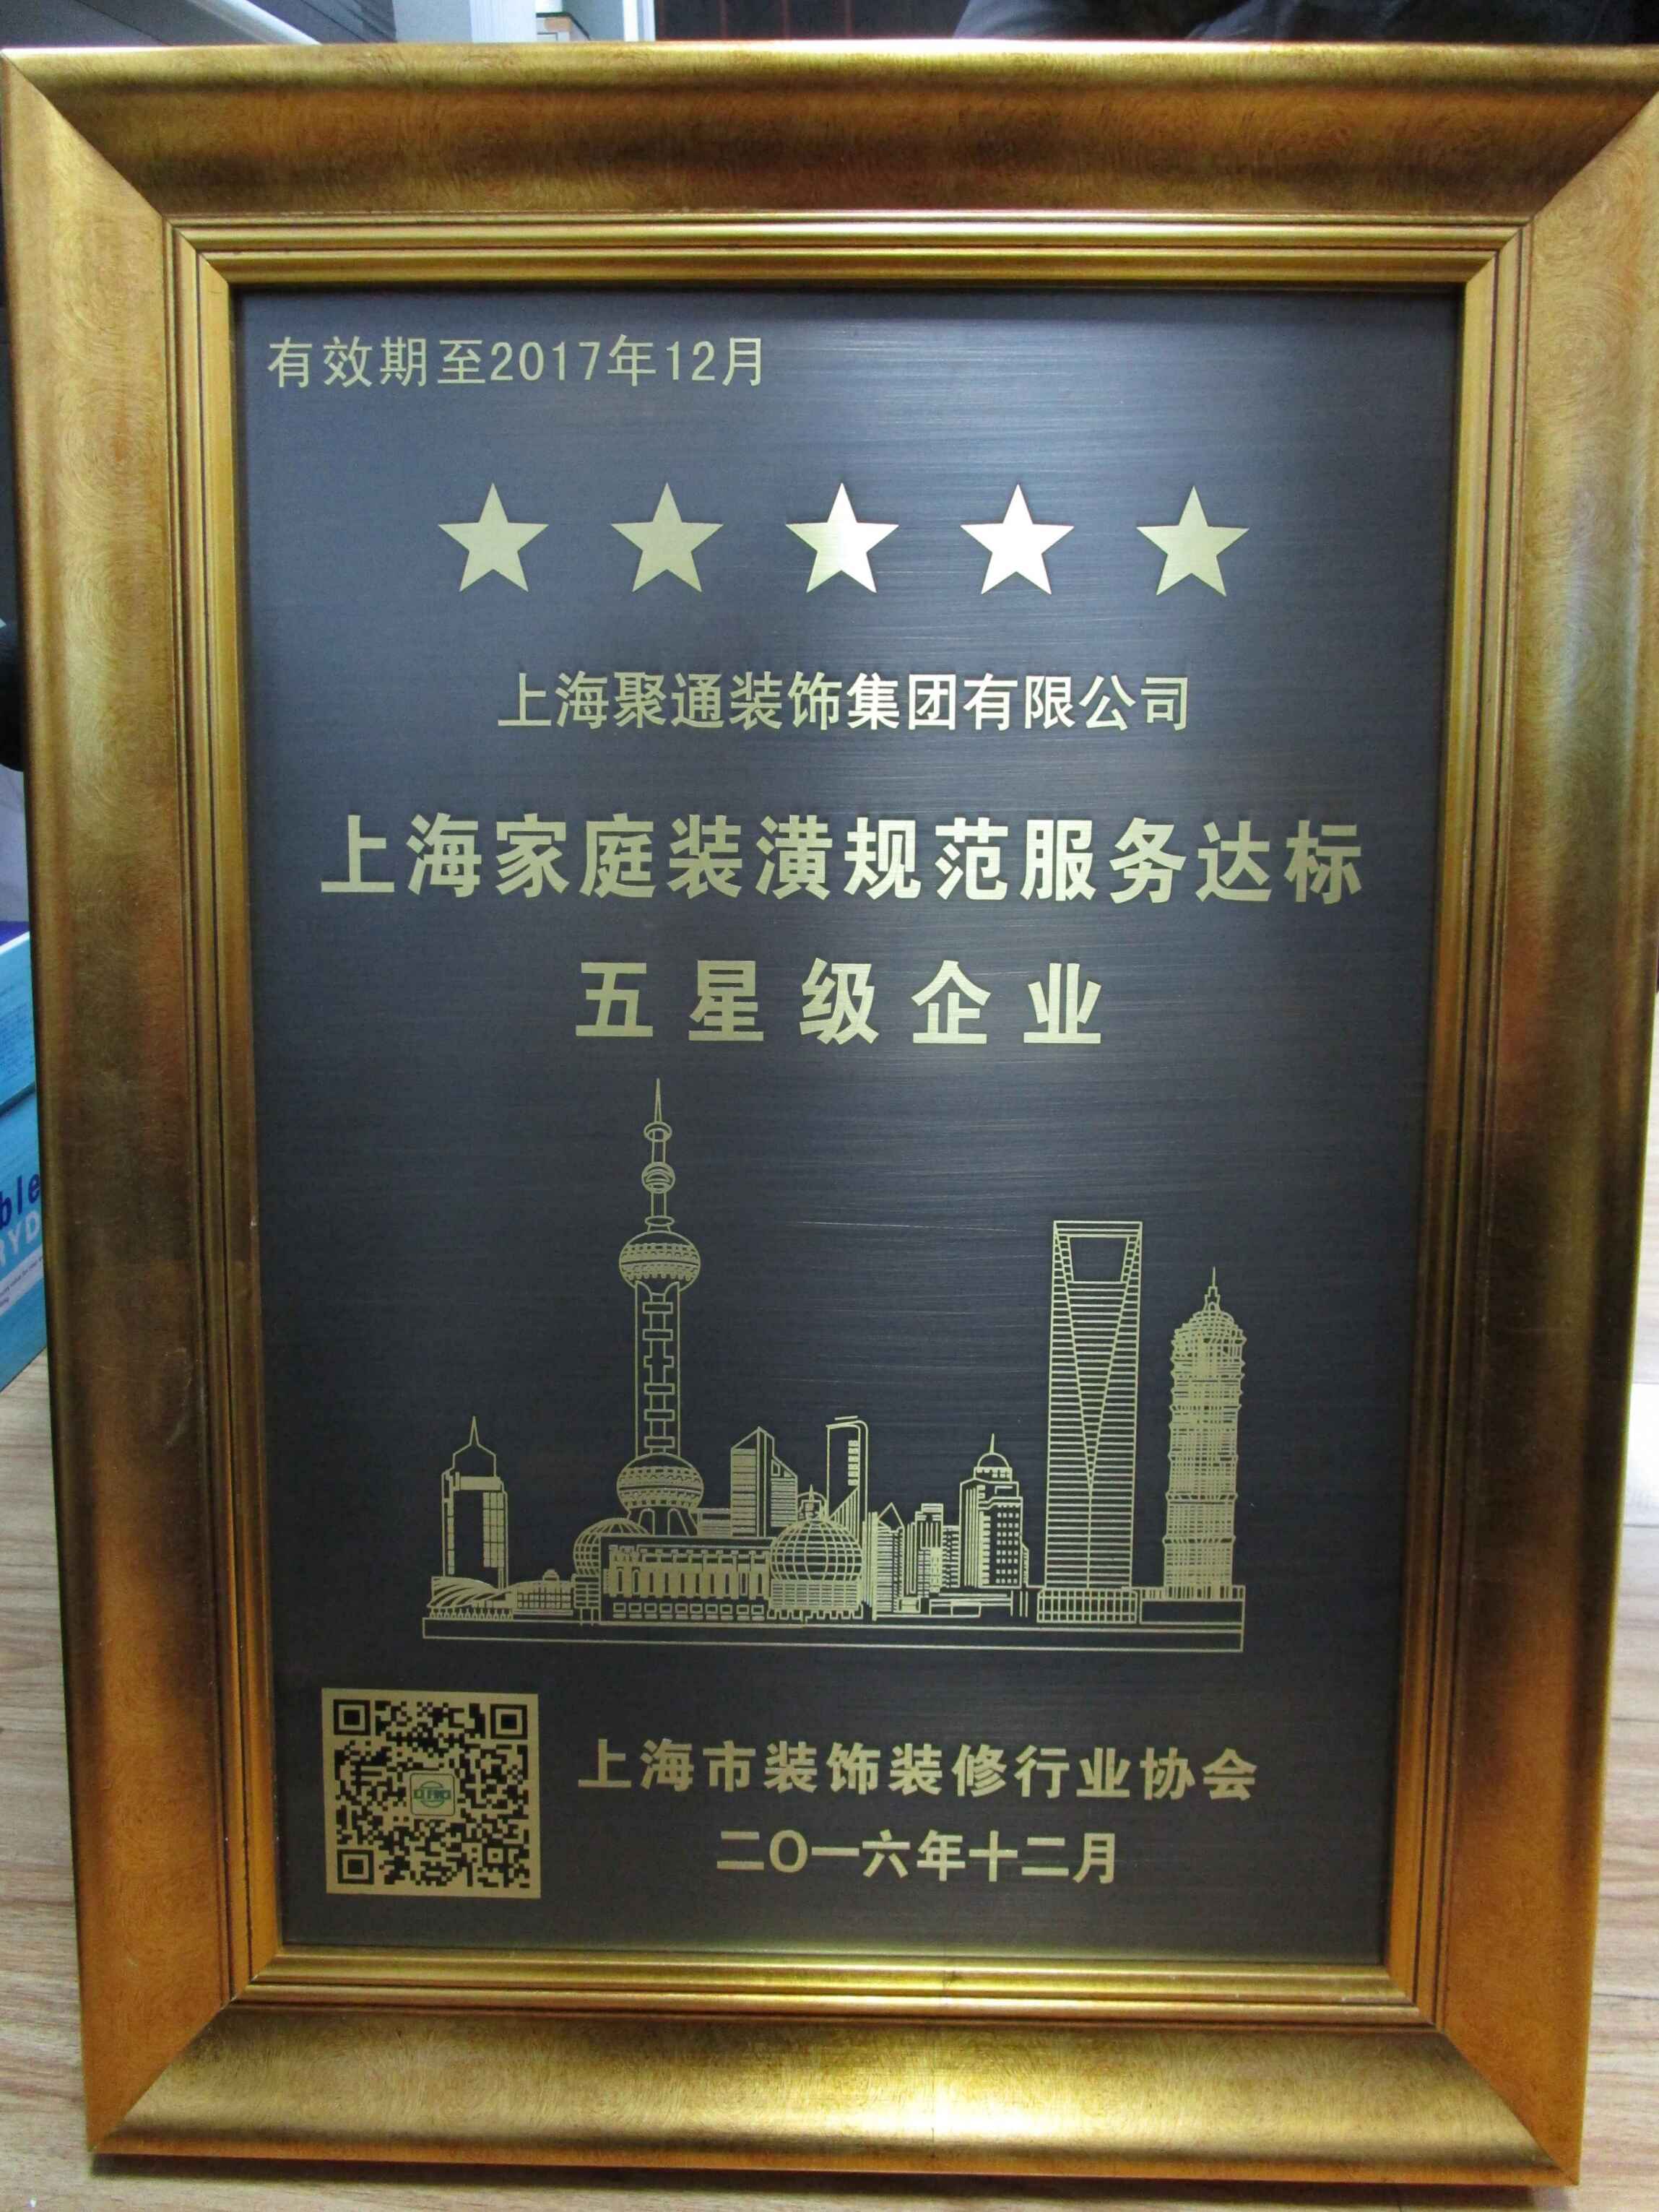 有效期至2017年12月
上海聚通装饰集团有限公司
上海家庭装潢规范服务达标
五星级企业
上海市装饰装修行业协会
二〇一六年十二月
ble
RYD